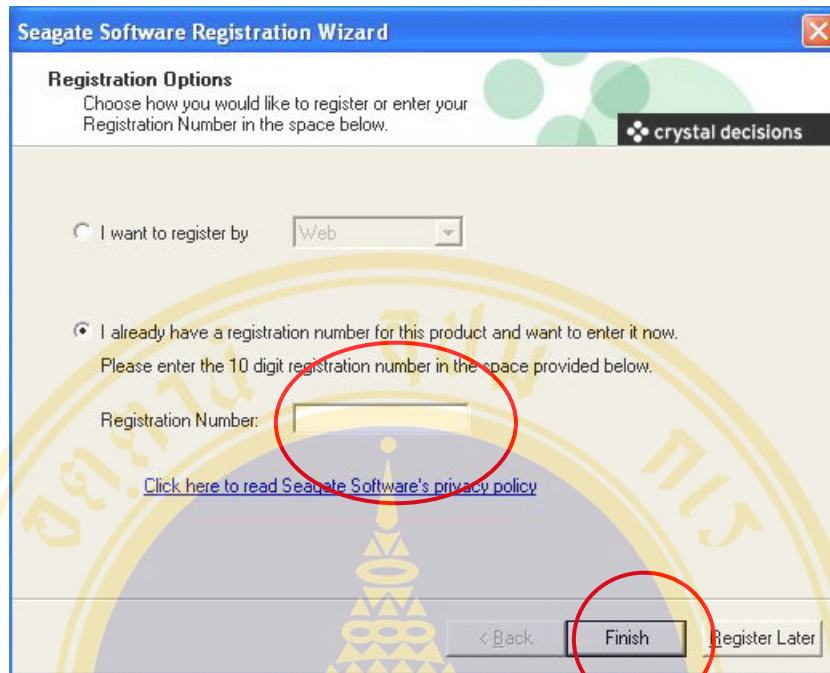 Seagate Software Registration Wizard
Registration Options
Choose how you would like to register or enter your
Registration Number in the space below.
crystal decisions
I want to register by Web
I already have a registration number for this product and want to enter it now.
Please enter the 10 digit registration number in the space provided below.
Registration Number:
Click here to read Seagate Software's privacy policy
< Back Finish Register Later